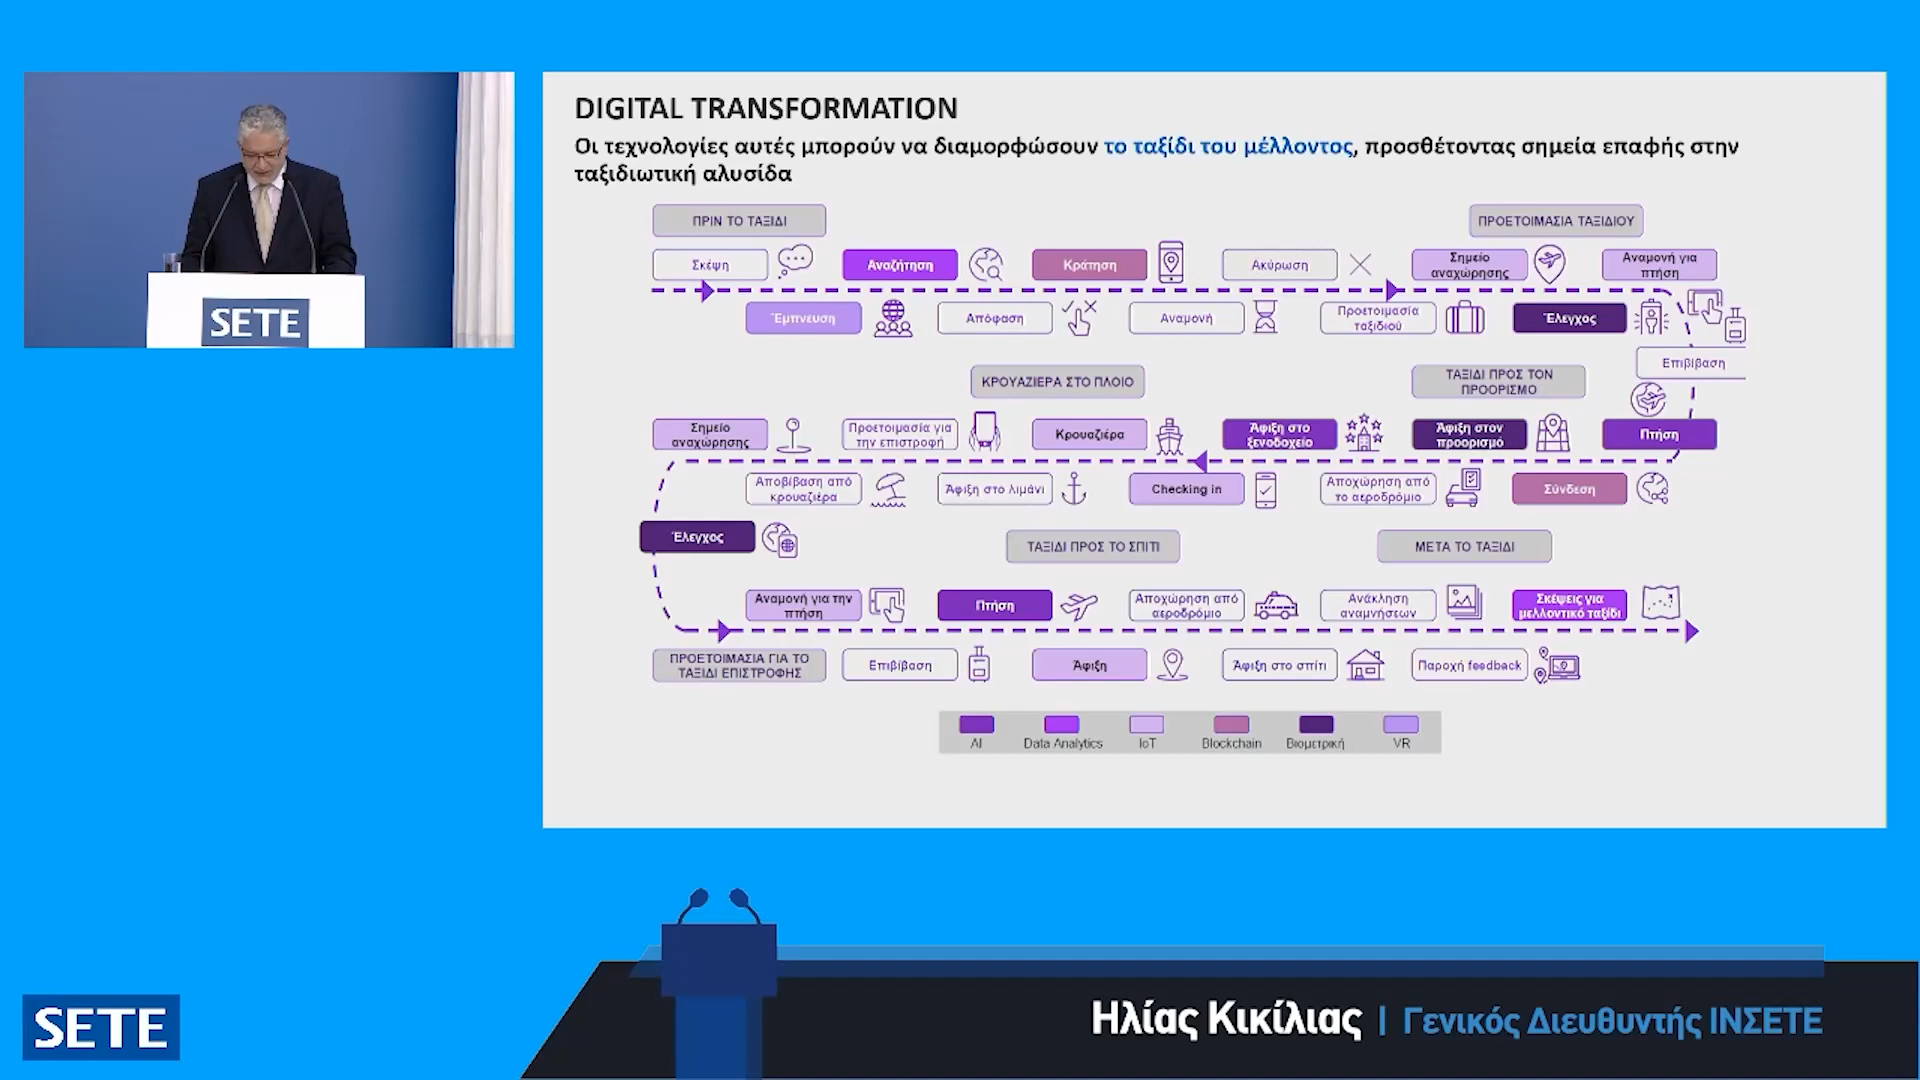 SETE
DIGITAL TRANSFORMATION
Οι τεχνολογίες αυτές μπορούν να διαμορφώσουν το ταξίδι του μέλλοντος, προσθέτοντας σημεία επαφής στην
ταξιδιωτική αλυσίδα
ΠΡΙΝ ΤΟ ΤΑΞΙΔΙ
ΠΡΟΕΤΟΙΜΑΣΙΑ ΤΑΞΙΔΙΟΥ
Σκέψη
Αναζήτηση
Κράτηση
Ακύρωση
Σημείο
αναχώρησης
Αναμονή για
πτήση
Έμπνευση
Απόφαση
Αναμονή
Προετοιμασία
ταξιδιού
Έλεγχος
Επιβίβαση
ΚΡΟΥΑΖΙΕΡΑ ΣΤΟ ΠΛΟΙΟ
ΤΑΞΙΔΙ ΠΡΟΣ ΤΟΝ
ΠΡΟΟΡΙΣΜΟ
Σημείο
αναχώρησης
Προετοιμασία για
την επιστροφή
Κρουαζιέρα
Άφιξη στο
ξενοδοχείο
Άφιξη στον
προορισμό
Πτήση
Αποβίβαση από
κρουαζιέρα
Άφιξη στο λιμάνι
Checking in
Αποχώρηση από
το αεροδρόμιο
Σύνδεση
Έλεγχος
ΤΑΞΙΔΙ ΠΡΟΣ ΤΟ ΣΠΙΤΙ
ΜΕΤΑ ΤΟ ΤΑΞΙΔΙ
Αναμονή για την
πτήση
Πτήση
Αποχώρηση από
αεροδρόμιο
Ανάκληση
αναμνήσεων
Σκέψεις για
μελλοντικό ταξίδι
ΠΡΟΕΤΟΙΜΑΣΙΑ ΓΙΑ ΤΟ
ΤΑΞΙΔΙ ΕΠΙΣΤΡΟΦΗΣ
Επιβίβαση
Άφιξη
Άφιξη στο σπίτι
Παροχή feedback
AI
Data Analytics
IoT
Blockchain
Βιομετρική
VR
SETE
Ηλίας Κικίλιας | Γενικός Διευθυντής ΙΝΣΕΤΕ